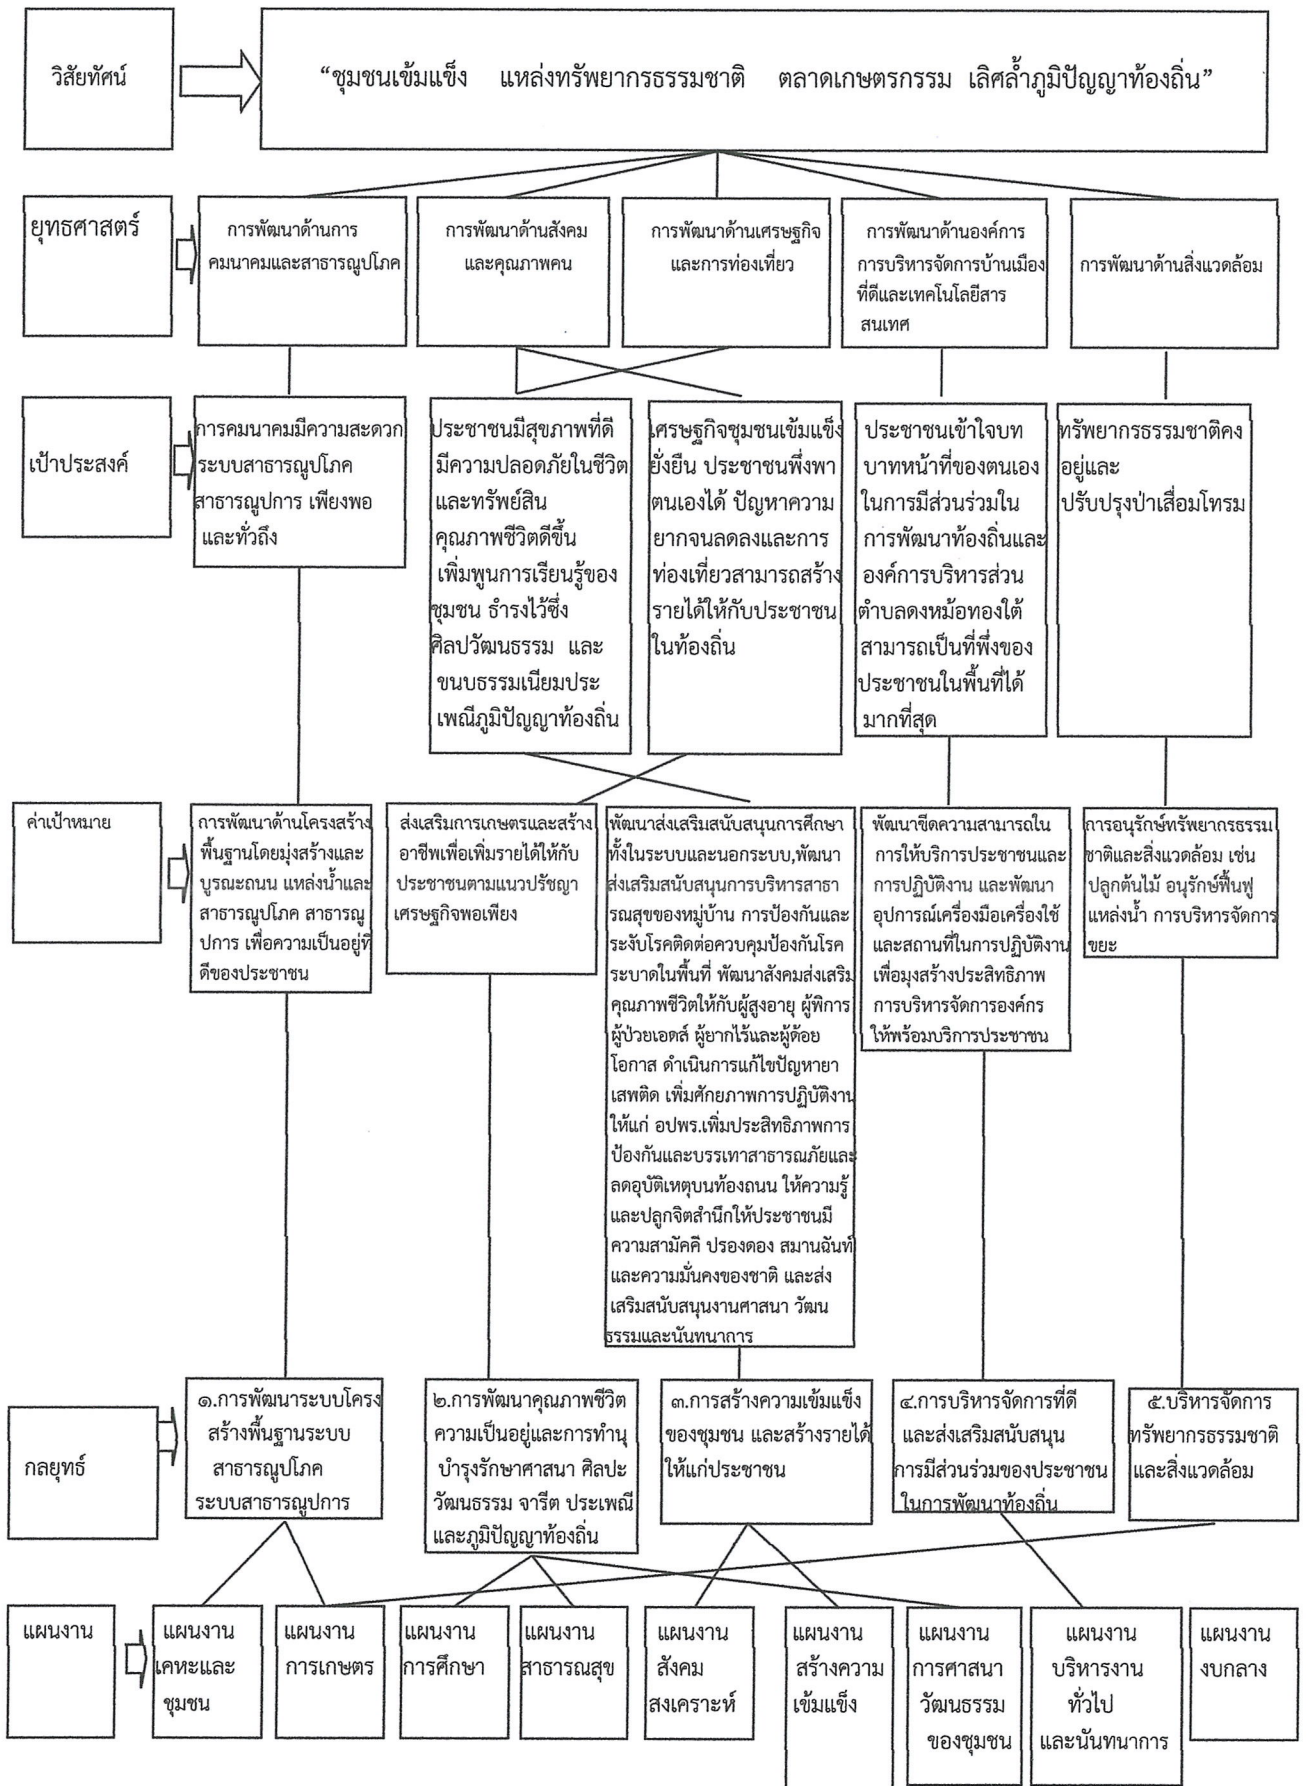 วิสัยทัศน์
“ชุมชนเข้มแข็ง แหล่งทรัพยากรธรรมชาติ ตลาดเกษตรกรรม เลิศล้ำภูมิปัญญาท้องถิ่น”
ยุทธศาสตร์
การพัฒนาด้านการ
คมนาคมและสาธารณูปโภค
การพัฒนาด้านสังคม
และคุณภาพคน
การพัฒนาด้านเศรษฐกิจ
และการท่องเที่ยว
การพัฒนาด้านองค์การ
การบริหารจัดการบ้านเมือง
ที่ดีและเทคโนโลยีสาร
สนเทศ
การพัฒนาด้านสิ่งแวดล้อม
เป้าประสงค์
การคมนาคมมีความสะดวก
ระบบสาธารณูปโภค
สาธารณูปการ เพียงพอ
และทั่วถึง
ประชาชนมีสุขภาพที่ดี
มีความปลอดภัยในชีวิต
และทรัพย์สิน
คุณภาพชีวิตดีขึ้น
เพิ่มพูนการเรียนรู้ของ
ชุมชน ธำรงไว้ซึ่ง
ศิลปวัฒนธรรม และ
ขนบธรรมเนียมประ
เพณีภูมิปัญญาท้องถิ่น
เศรษฐกิจชุมชนเข้มแข็ง
ยั่งยืน ประชาชนพึ่งพา
ตนเองได้ ปัญหาความ
ยากจนลดลงและการ
ท่องเที่ยวสามารถสร้าง
รายได้ให้กับประชาชน
ในท้องถิ่น
ประชาชนเข้าใจบท
บาทหน้าที่ของตนเอง
ในการมีส่วนร่วมใน
การพัฒนาท้องถิ่นและ
องค์การบริหารส่วน
ตำบลดงหม้อทองใต้
สามารถเป็นที่พึ่งของ
ประชาชนในพื้นที่ได้
มากที่สุด
ทรัพยากรธรรมชาติคง
อยู่และ
ปรับปรุงป่าเสื่อมโทรม
ค่าเป้าหมาย
การพัฒนาด้านโครงสร้าง
พื้นฐานโดยมุ่งสร้างและ
บูรณะถนน แหล่งน้ำและ
สาธารณูปโภค สาธารณู
ปการ เพื่อความเป็นอยู่ที่
ดีของประชาชน
ส่งเสริมการเกษตรและสร้าง
อาชีพเพื่อเพิ่มรายได้ให้กับ
ประชาชนตามแนวปรัชญา
เศรษฐกิจพอเพียง
พัฒนาส่งเสริมสนับสนุนการศึกษา
ทั้งในระบบและนอกระบบ,พัฒนา
ส่งเสริมสนับสนุนการบริหารสาธา
รณสุขของหมู่บ้าน การป้องกันและ
ระงับโรคติดต่อควบคุมป้องกันโรค
ระบาดในพื้นที่ พัฒนาสังคมส่งเสริม
คุณภาพชีวิตให้กับผู้สูงอายุ ผู้พิการ
ผู้ป่วยเอดส์ ผู้ยากไร้และผู้ด้อย
โอกาส ดำเนินการแก้ไขปัญหายา
เสพติด เพิ่มศักยภาพการปฏิบัติงาน
ให้แก่ อปพร.เพิ่มประสิทธิภาพการ
ป้องกันและบรรเทาสาธารณภัยและ
ลดอุบัติเหตุบนท้องถนน ให้ความรู้
และปลูกจิตสำนึกให้ประชาชนมี
ความสามัคคี ปรองดอง สมานฉันท์
และความมั่นคงของชาติ และส่ง
เสริมสนับสนุนงานศาสนา วัฒน
ธรรมและนันทนาการ
พัฒนาขีดความสามารถใน
การให้บริการประชาชนและ
การปฏิบัติงาน และพัฒนา
อุปกรณ์เครื่องมือเครื่องใช้
และสถานที่ในการปฏิบัติงาน
เพื่อมุงสร้างประสิทธิภาพ
การบริหารจัดการองค์กร
ให้พร้อมบริการประชาชน
การอนุรักษ์ทรัพยากรธรรม
ชาติและสิ่งแวดล้อม เช่น
ปลูกต้นไม้ อนุรักษ์ฟื้นฟู
แหล่งน้ำ การบริหารจัดการ
ขยะ
กลยุทธ์
๑.การพัฒนาระบบโครง
สร้างพื้นฐานระบบ
สาธารณูปโภค
ระบบสาธารณูปการ
๒.การพัฒนาคุณภาพชีวิต
ความเป็นอยู่และการทำนุ
บำรุงรักษาศาสนา ศิลปะ
วัฒนธรรม จารีต ประเพณี
และภูมิปัญญาท้องถิ่น
๓.การสร้างความเข้มแข็ง
ของชุมชน และสร้างรายได้
ให้แก่ประชาชน
๔.การบริหารจัดการที่ดี
และส่งเสริมสนับสนุน
การมีส่วนร่วมของประชาชน
ในการพัฒนาท้องถิ่น
๕.บริหารจัดการ
ทรัพยากรธรรมชาติ
และสิ่งแวดล้อม
แผนงาน
แผนงาน
เคหะและ
ชุมชน
แผนงาน
การเกษตร
แผนงาน
การศึกษา
แผนงาน
สาธารณสุข
แผนงาน
สังคม
สงเคราะห์
แผนงาน
สร้างความ
เข้มแข็ง
แผนงาน
การศาสนา
วัฒนธรรม
ของชุมชน
แผนงาน
บริหารงาน
ทั่วไป
และนันทนาการ
แผนงาน
งบกลาง